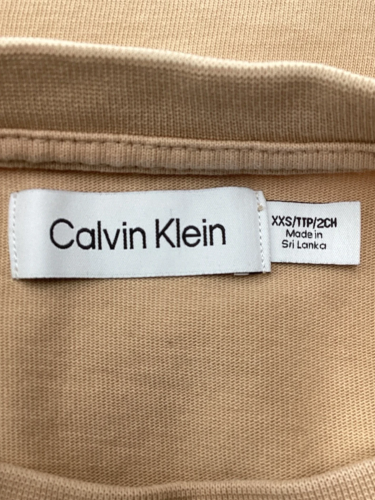 Calvin Klein
XXS/TTP/2CH
Made in
Sri Lanka